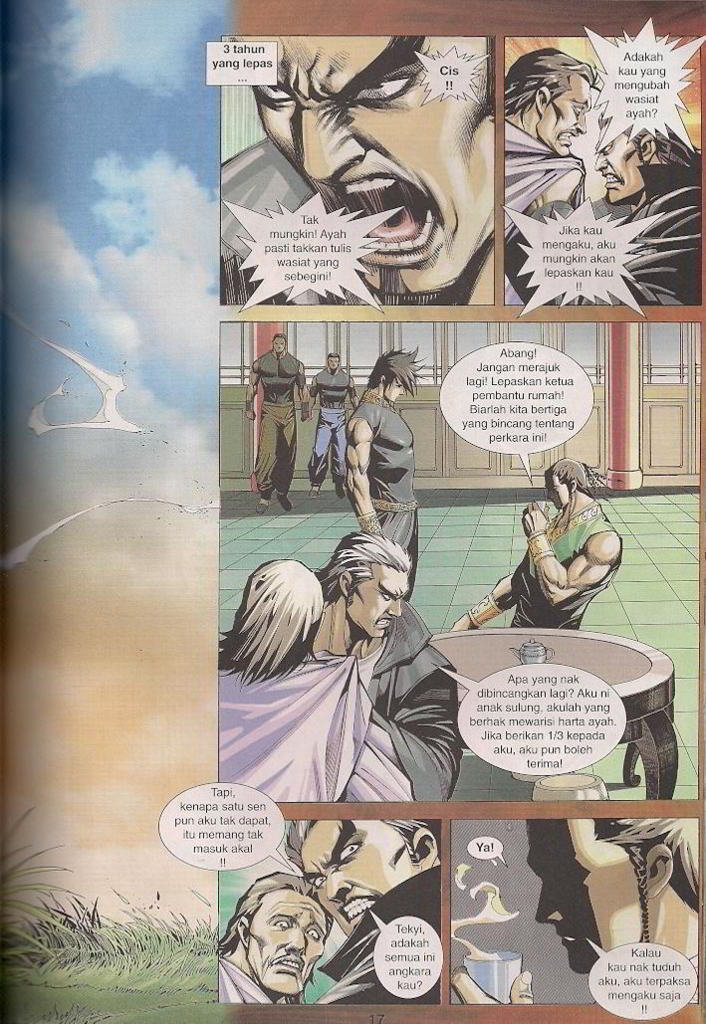 3 tahun
yang lepas
...
Cis
!!
Tak
mungkin! Ayah
pasti takkan tulis
wasiat yang
sebegini!
Adakah
kau yang
mengubah
wasiat
ayah?
Jika kau
mengaku, aku
mungkin akan
lepaskan kau
!!
Abang!
Jangan merajuk
lagi! Lepaskan ketua
pembantu rumah!
Biarlah kita bertiga
yang bincang tentang
perkara ini!
Apa yang nak
dibincangkan lagi? Aku ni
anak sulung, akulah yang
berhak mewarisi harta ayah.
Jika berikan 1/3 kepada
aku, aku pun boleh
terima!
Tapi,
kenapa satu sen
pun aku tak dapat,
itu memang tak
masuk akal
!!
Tekyi,
adakah
semua ini
angkara
kau?
Ya!
Kalau
kau nak tuduh
aku, aku terpaksa
mengaku saja
!!
17